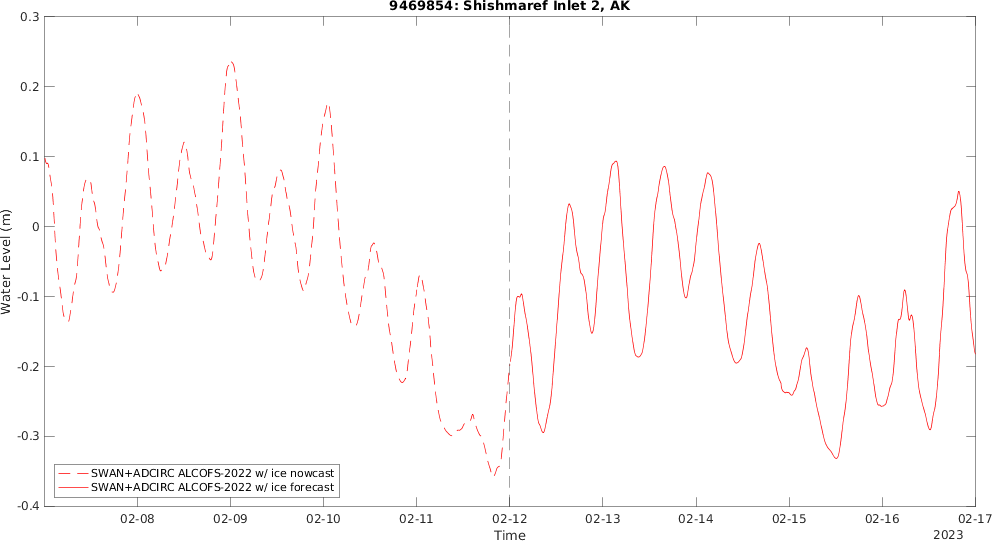 9469854: Shishmaref Inlet 2, AK
0.3
0.2
0.1
0
-0.1
-0.2
-0.3
-0.4
Water Level (m)
SWAN+ADCIRC ALCOFS-2022 w/ ice nowcast
SWAN+ADCIRC ALCOFS-2022 w/ ice forecast
02-08 02-09 02-10 02-11 02-12 02-13 02-14 02-15 02-16 02-17
Time
2023